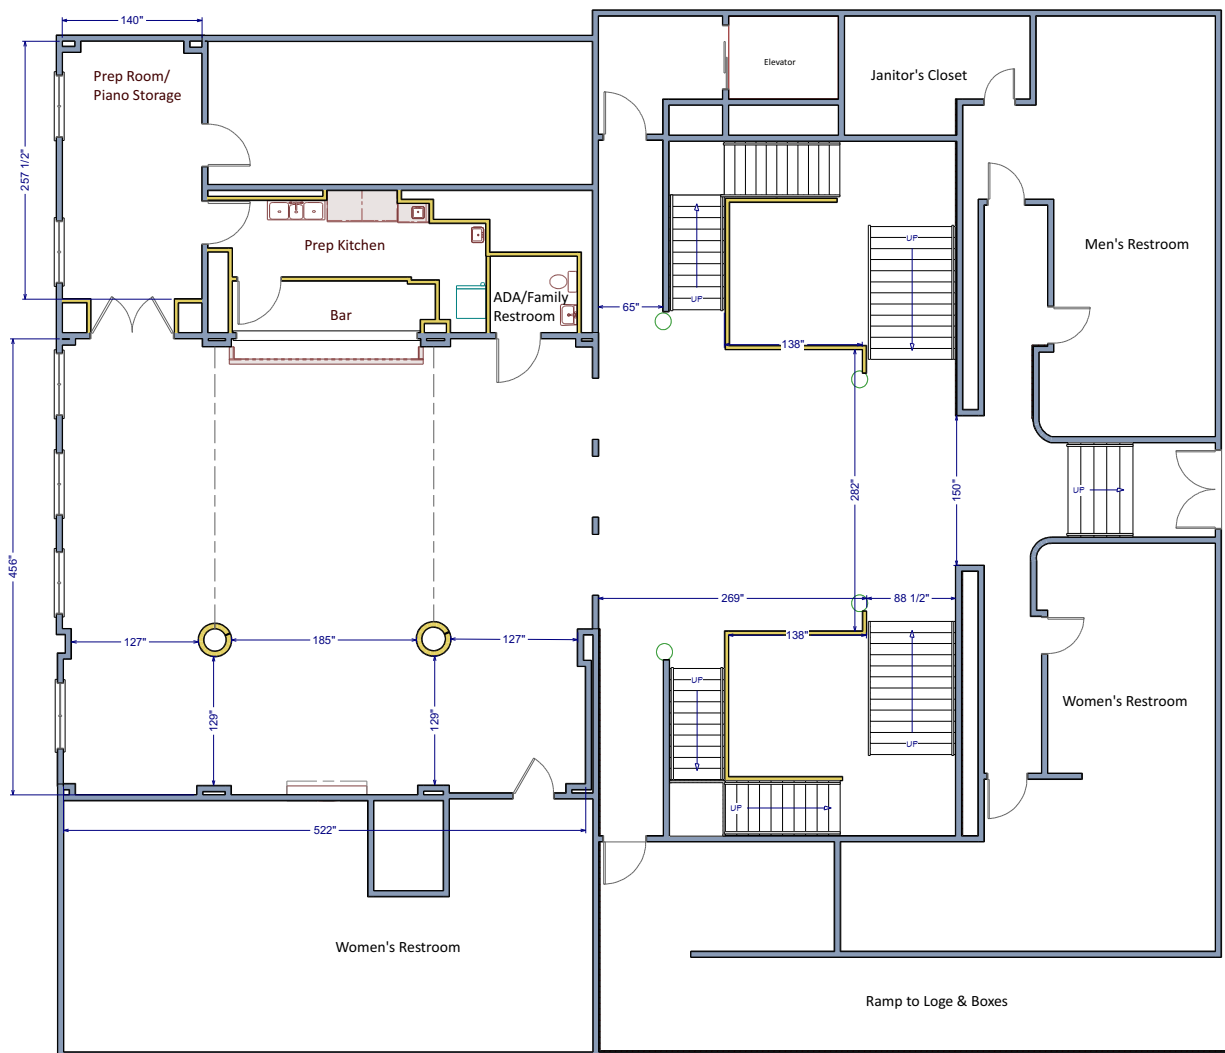 140"
Elevator
Prep Room/
Piano Storage
Janitor's Closet
257 1/2"
UP
Prep Kitchen
Men's Restroom
ADA/Family
Restroom
UP
65"
Bar
138"
282"
150"
UP
456"
269"
88 1/2"
127"
185"
127"
138"
UP
Women's Restroom
129"
129"
UP
UP
522"
Women's Restroom
Ramp to Loge & Boxes